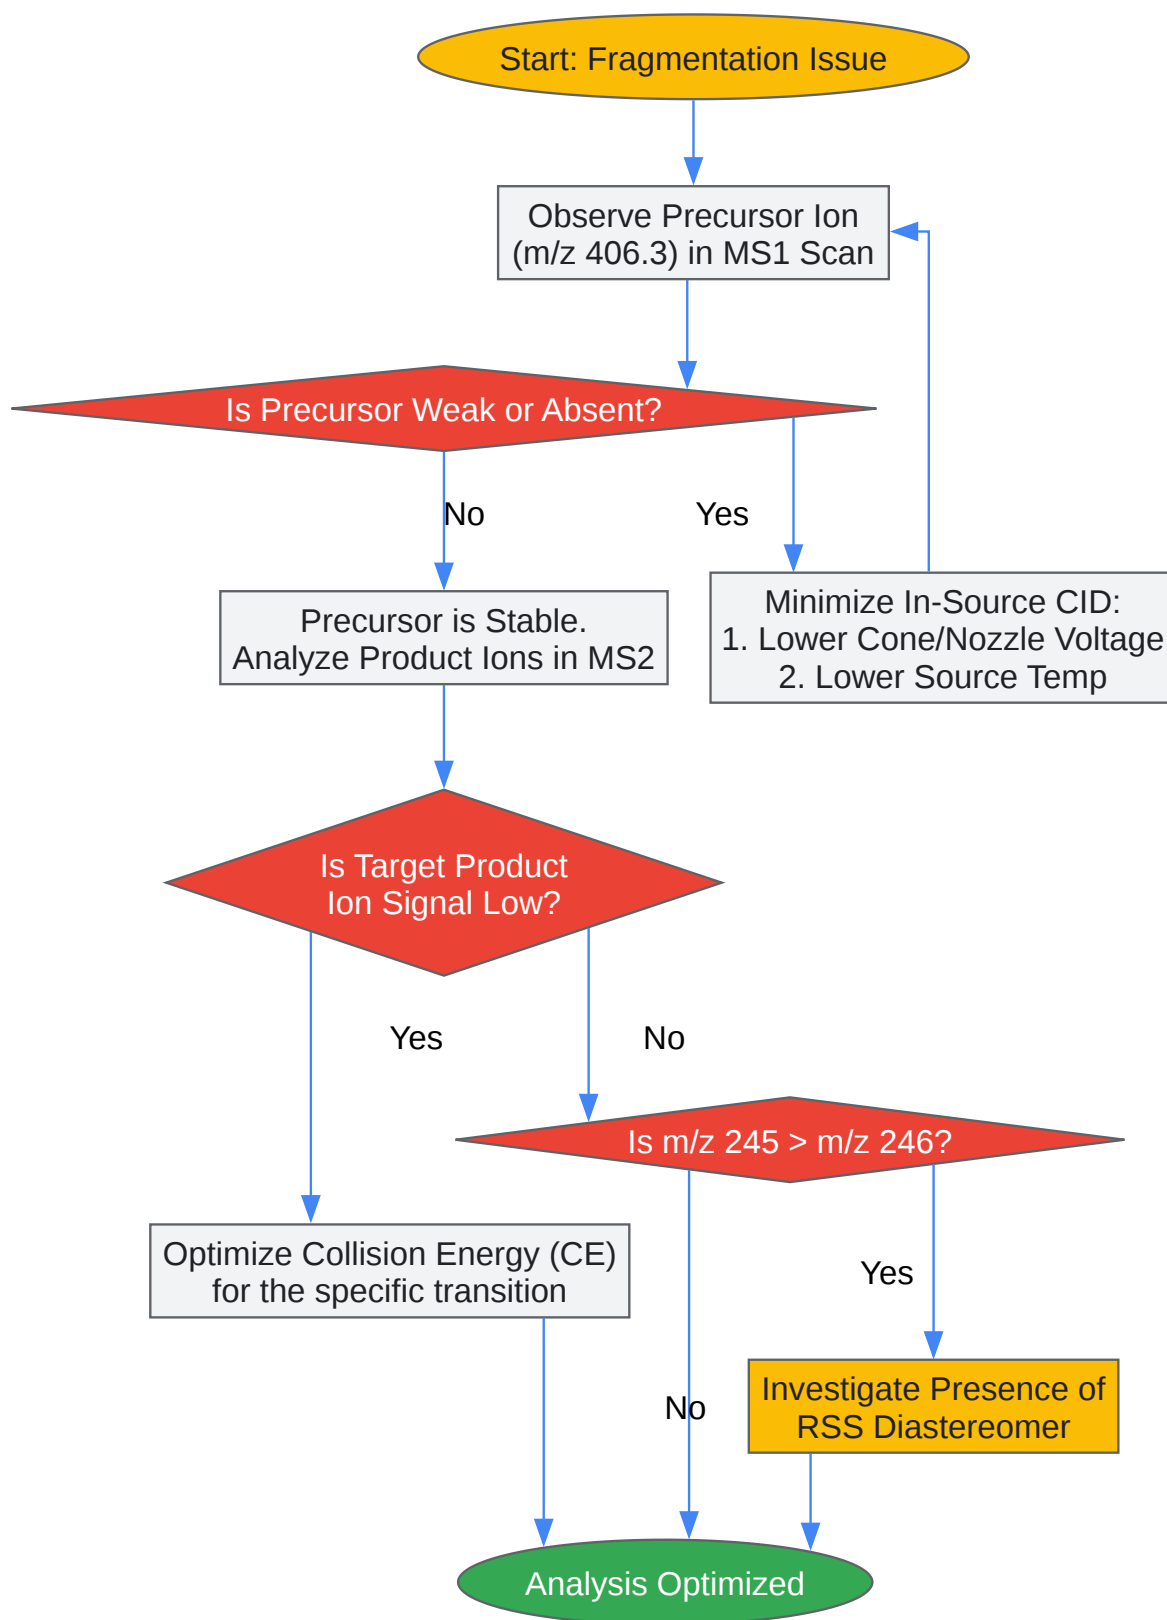 Start: Fragmentation Issue
Observe Precursor Ion
(m/z 406.3) in MS1 Scan
Is Precursor Weak or Absent?
No
Yes
Precursor is Stable.
Analyze Product Ions in MS2
Minimize In-Source CID:
1. Lower Cone/Nozzle Voltage
2. Lower Source Temp
Is Target Product
Ion Signal Low?
Yes
No
Is m/z 245 > m/z 246?
Optimize Collision Energy (CE)
for the specific transition
Yes
No
Investigate Presence of
RSS Diastereomer
Analysis Optimized